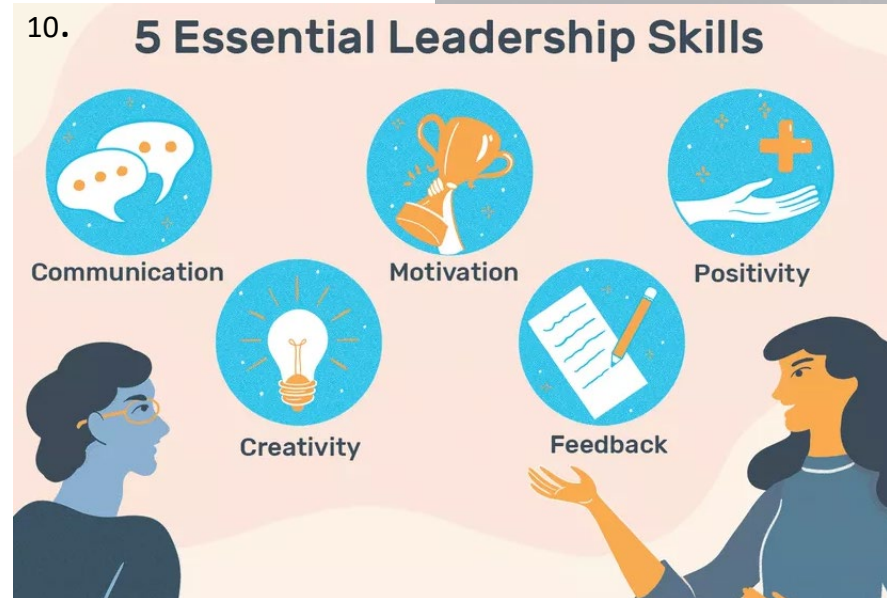 10.
5 Essential Leadership Skills
Communication
Motivation
Positivity
Creativity
Feedback